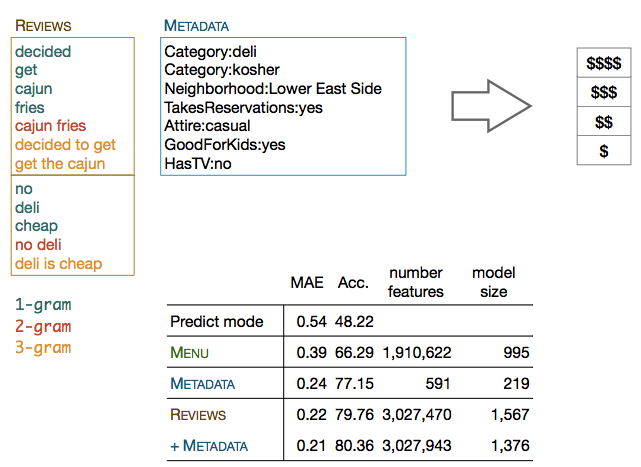 REVIEWS
decided
get
cajun
fries
cajun fries
decided to get
get the cajun
no
deli
cheap
no deli
deli is cheap
1-gram
2-gram
3-gram
METADATA
Category:deli
Category:kosher
Neighborhood:Lower East Side
TakesReservations:yes
Attire:casual
GoodForKids:yes
HasTV:no
$$$$
$$$
$$
$
MAE Acc. number features model size
Predict mode 0.54 48.22
MENU 0.39 66.29 1,910,622 995
METADATA 0.24 77.15 591 219
REVIEWS 0.22 79.76 3,027,470 1,567
+ METADATA 0.21 80.36 3,027,943 1,376